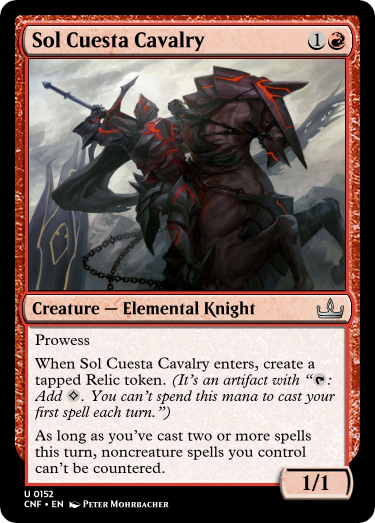 Sol Cuesta Cavalry 1
Creature — Elemental Knight
Prowess
When Sol Cuesta Cavalry enters, create a
tapped Relic token. (It's an artifact with “:
Add . You can't spend this mana to cast your
first spell each turn.”)
As long as you've cast two or more spells
this turn, noncreature spells you control
can't be countered.
1/1
U 0152
CNF • EN Peter Mohrbacher